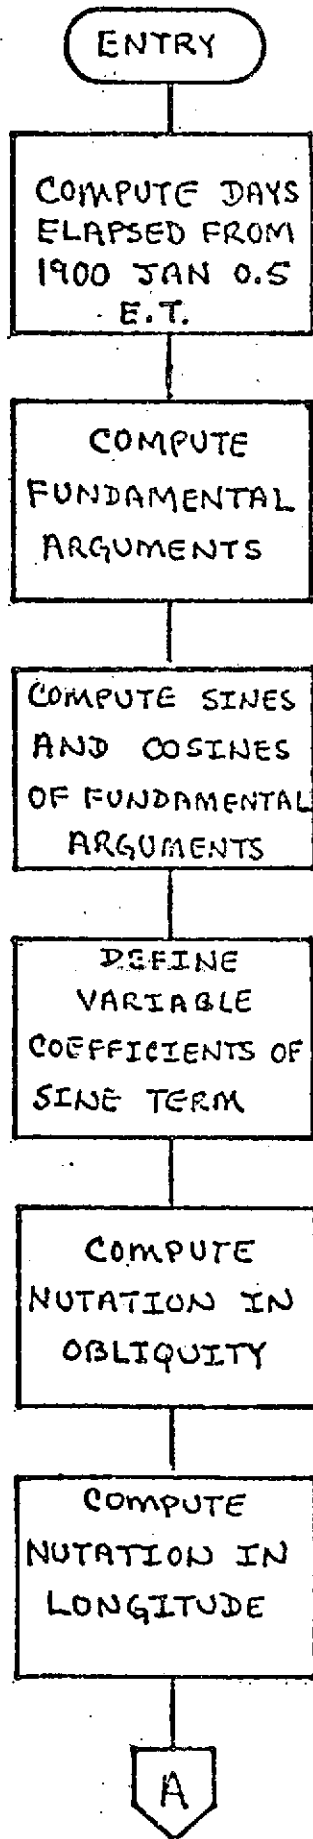 ENTRY
COMPUTE DAYS
ELAPSED FROM
1900 JAN 0.5
E.T.
COMPUTE
FUNDAMENTAL
ARGUMENTS
COMPUTE SINES
AND COSINES
OF FUNDAMENTAL
ARGUMENTS
DEFINE
VARIABLE
COEFFICIENTS OF
SINE TERM
COMPUTE
NUTATION IN
OBLIQUITY
COMPUTE
NUTATION IN
LONGITUDE
A